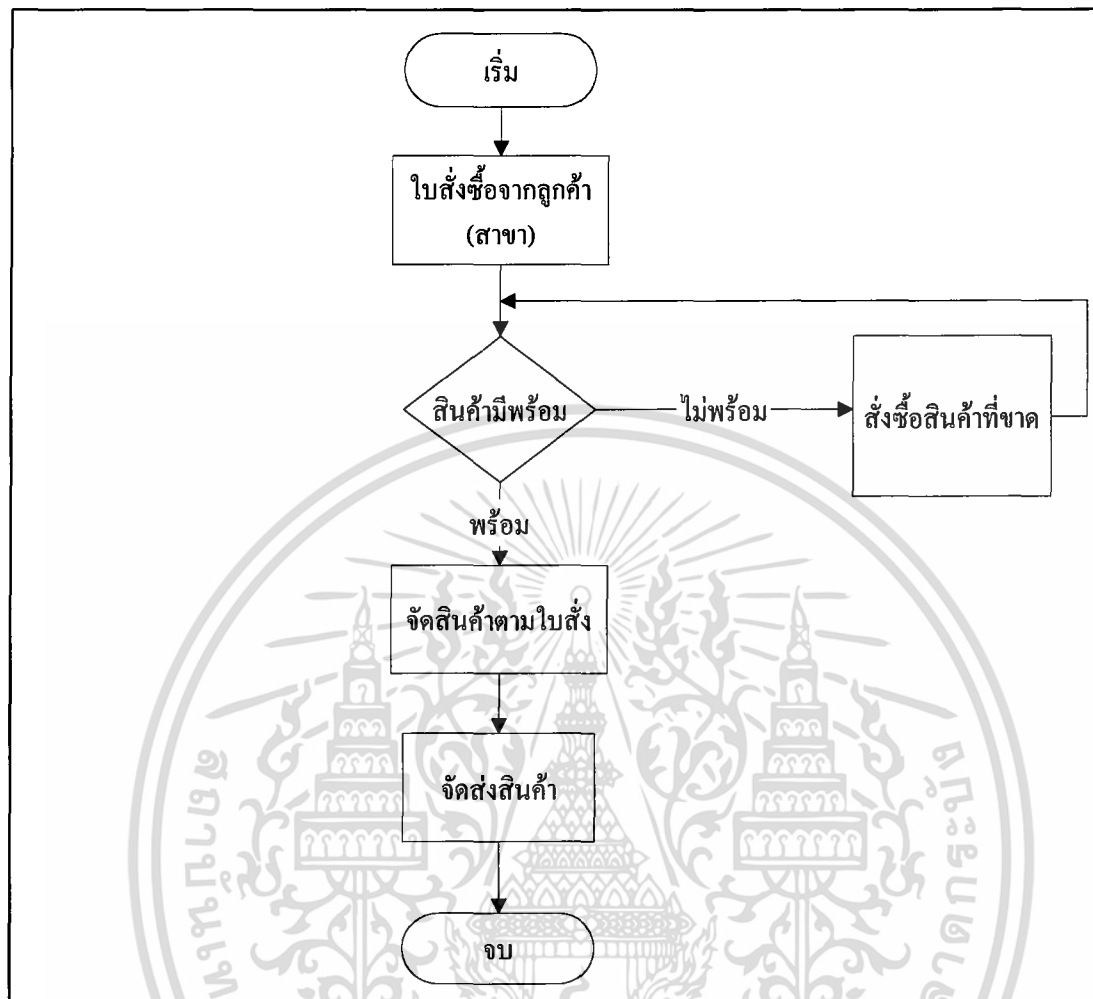 เริ่ม
ใบสั่งซื้อจากลูกค้า
(สาขา)
สินค้ามีพร้อม
ไม่พร้อม
สั่งซื้อสินค้าที่ขาด
พร้อม
จัดสินค้าตามใบสั่ง
จัดส่งสินค้า
จบ